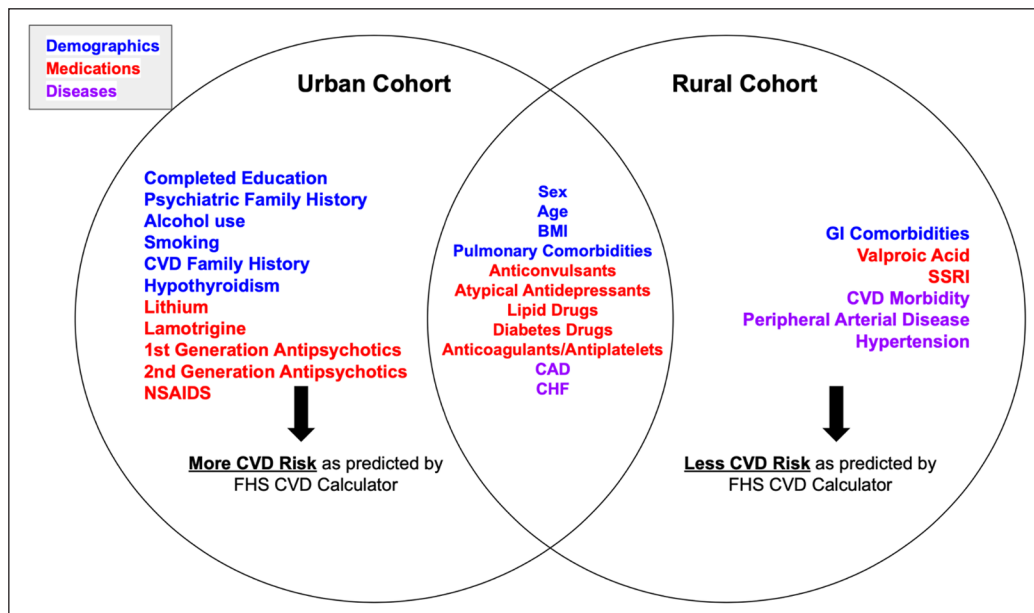 Demographics
Medications
Diseases
Urban Cohort
Rural Cohort
Completed Education
Psychiatric Family History
Alcohol use
Smoking
CVD Family History
Hypothyroidism
Lithium
Lamotrigine
1st Generation Antipsychotics
2nd Generation Antipsychotics
NSAIDS
More CVD Risk as predicted by
FHS CVD Calculator
Sex
Age
BMI
Pulmonary Comorbidities
Anticonvulsants
Atypical Antidepressants
Lipid Drugs
Diabetes Drugs
Anticoagulants/Antiplatelets
CAD
CHF
GI Comorbidities
Valproic Acid
SSRI
CVD Morbidity
Peripheral Arterial Disease
Hypertension
Less CVD Risk as predicted by
FHS CVD Calculator